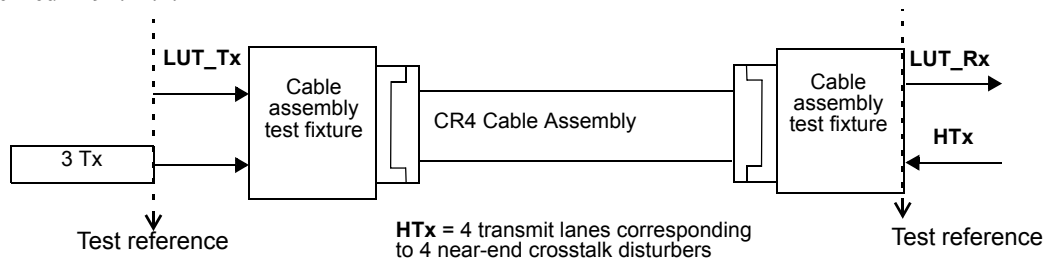 LUT_Tx
Cable
assembly
test fixture
CR4 Cable Assembly
Cable
assembly
test fixture
LUT_Rx
HTx
3 Tx
Test reference
HTx = 4 transmit lanes corresponding
to 4 near-end crosstalk disturbers
Test reference